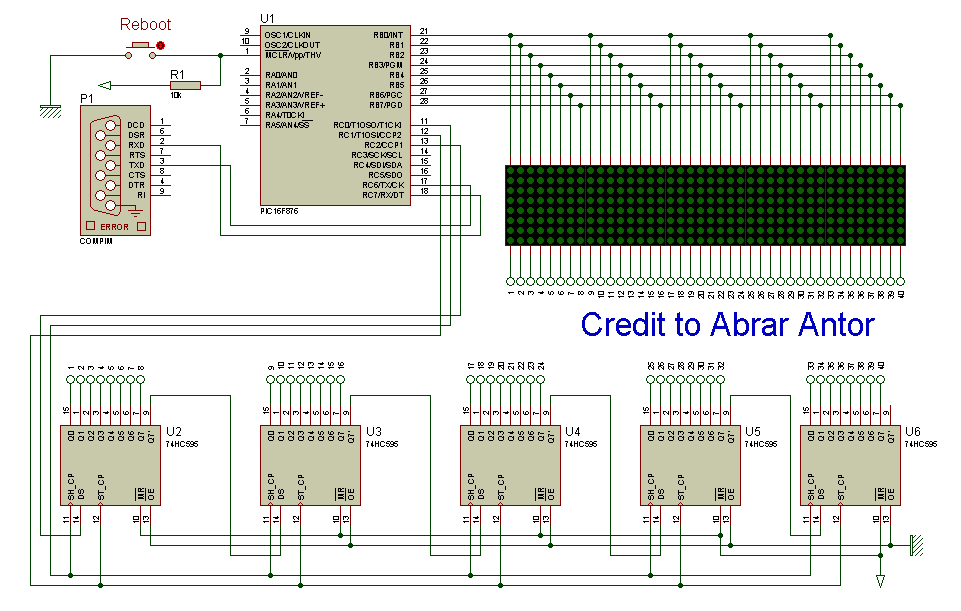 Reboot
R1
10k
P1
DCD 1
DSR 6
RXD 2
RTS 7
TXD 3
CTS 8
DTR 4
RI 9
ERROR
COMPIM
U1
9 OSC1/CLKIN RB0/INT 21
10 OSC2/CLKOUT RB1 22
1 MCLR/Vpp/THV RB2 23
RB3/PGM 24
2 RA0/AN0 RB4 25
3 RA1/AN1 RB5 26
4 RA2/AN2/VREF- RB6/PGC 27
5 RA3/AN3/VREF+ RB7/PGD 28
6 RA4/T0CKI
7 RA5/AN4/SS RC0/T1OSO/T1CKI 11
RC1/T1OSI/CCP2 12
RC2/CCP1 13
RC3/SCK/SCL 14
RC4/SDI/SDA 15
RC5/SDO 16
RC6/TX/CK 17
RC7/RX/DT 18
PIC16F876
1 2 3 4 5 6 7 8 9 10 11 12 13 14 15 16 17 18 19 20 21 22 23 24 25 26 27 28 29 30 31 32 33 34 35 36 37 38 39 40
Credit to Abrar Antor
1 2 3 4 5 6 7 8
9 10 11 12 13 14 15 16
17 18 19 20 21 22 23 24
25 26 27 28 29 30 31 32
33 34 35 36 37 38 39 40
15 1 2 3 4 5 6 7 9
Q0 Q1 Q2 Q3 Q4 Q5 Q6 Q7 Q7'
U2
74HC595
SH_CP DS ST_CP MR OE
11 14 12 10 13
15 1 2 3 4 5 6 7 9
Q0 Q1 Q2 Q3 Q4 Q5 Q6 Q7 Q7'
U3
74HC595
SH_CP DS ST_CP MR OE
11 14 12 10 13
15 1 2 3 4 5 6 7 9
Q0 Q1 Q2 Q3 Q4 Q5 Q6 Q7 Q7'
U4
74HC595
SH_CP DS ST_CP MR OE
11 14 12 10 13
15 1 2 3 4 5 6 7 9
Q0 Q1 Q2 Q3 Q4 Q5 Q6 Q7 Q7'
U5
74HC595
SH_CP DS ST_CP MR OE
11 14 12 10 13
15 1 2 3 4 5 6 7 9
Q0 Q1 Q2 Q3 Q4 Q5 Q6 Q7 Q7'
U6
74HC595
SH_CP DS ST_CP MR OE
11 14 12 10 13